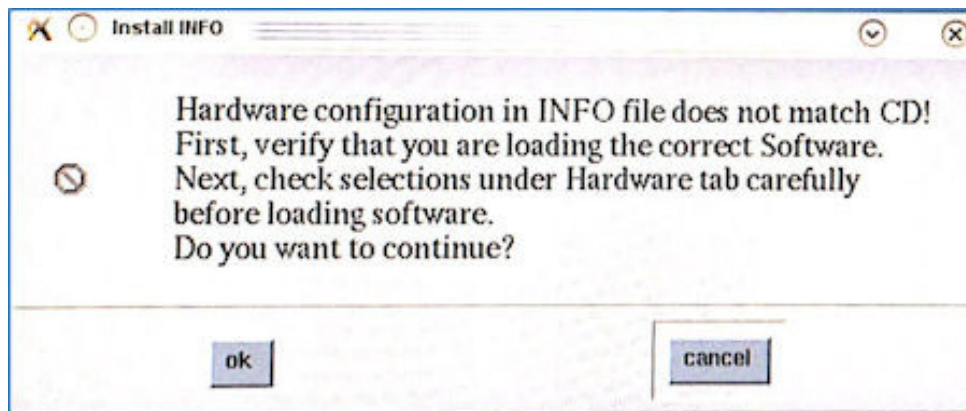 Install INFO
Hardware configuration in INFO file does not match CD!
First, verify that you are loading the correct Software.
Next, check selections under Hardware tab carefully
before loading software.
Do you want to continue?
ok
cancel